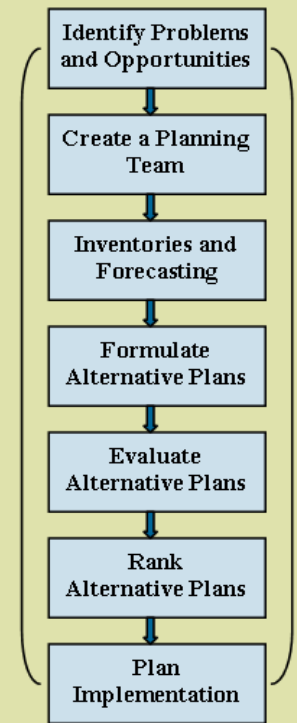 Identify Problems
and Opportunities
Create a Planning
Team
Inventories and
Forecasting
Formulate
Alternative Plans
Evaluate
Alternative Plans
Rank
Alternative Plans
Plan
Implementation